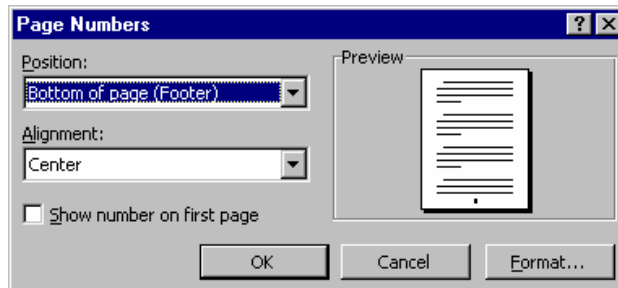 Page Numbers
Position:
Preview
Bottom of page (Footer)
Alignment:
Center
Show number on first page
OK
Cancel
Format...